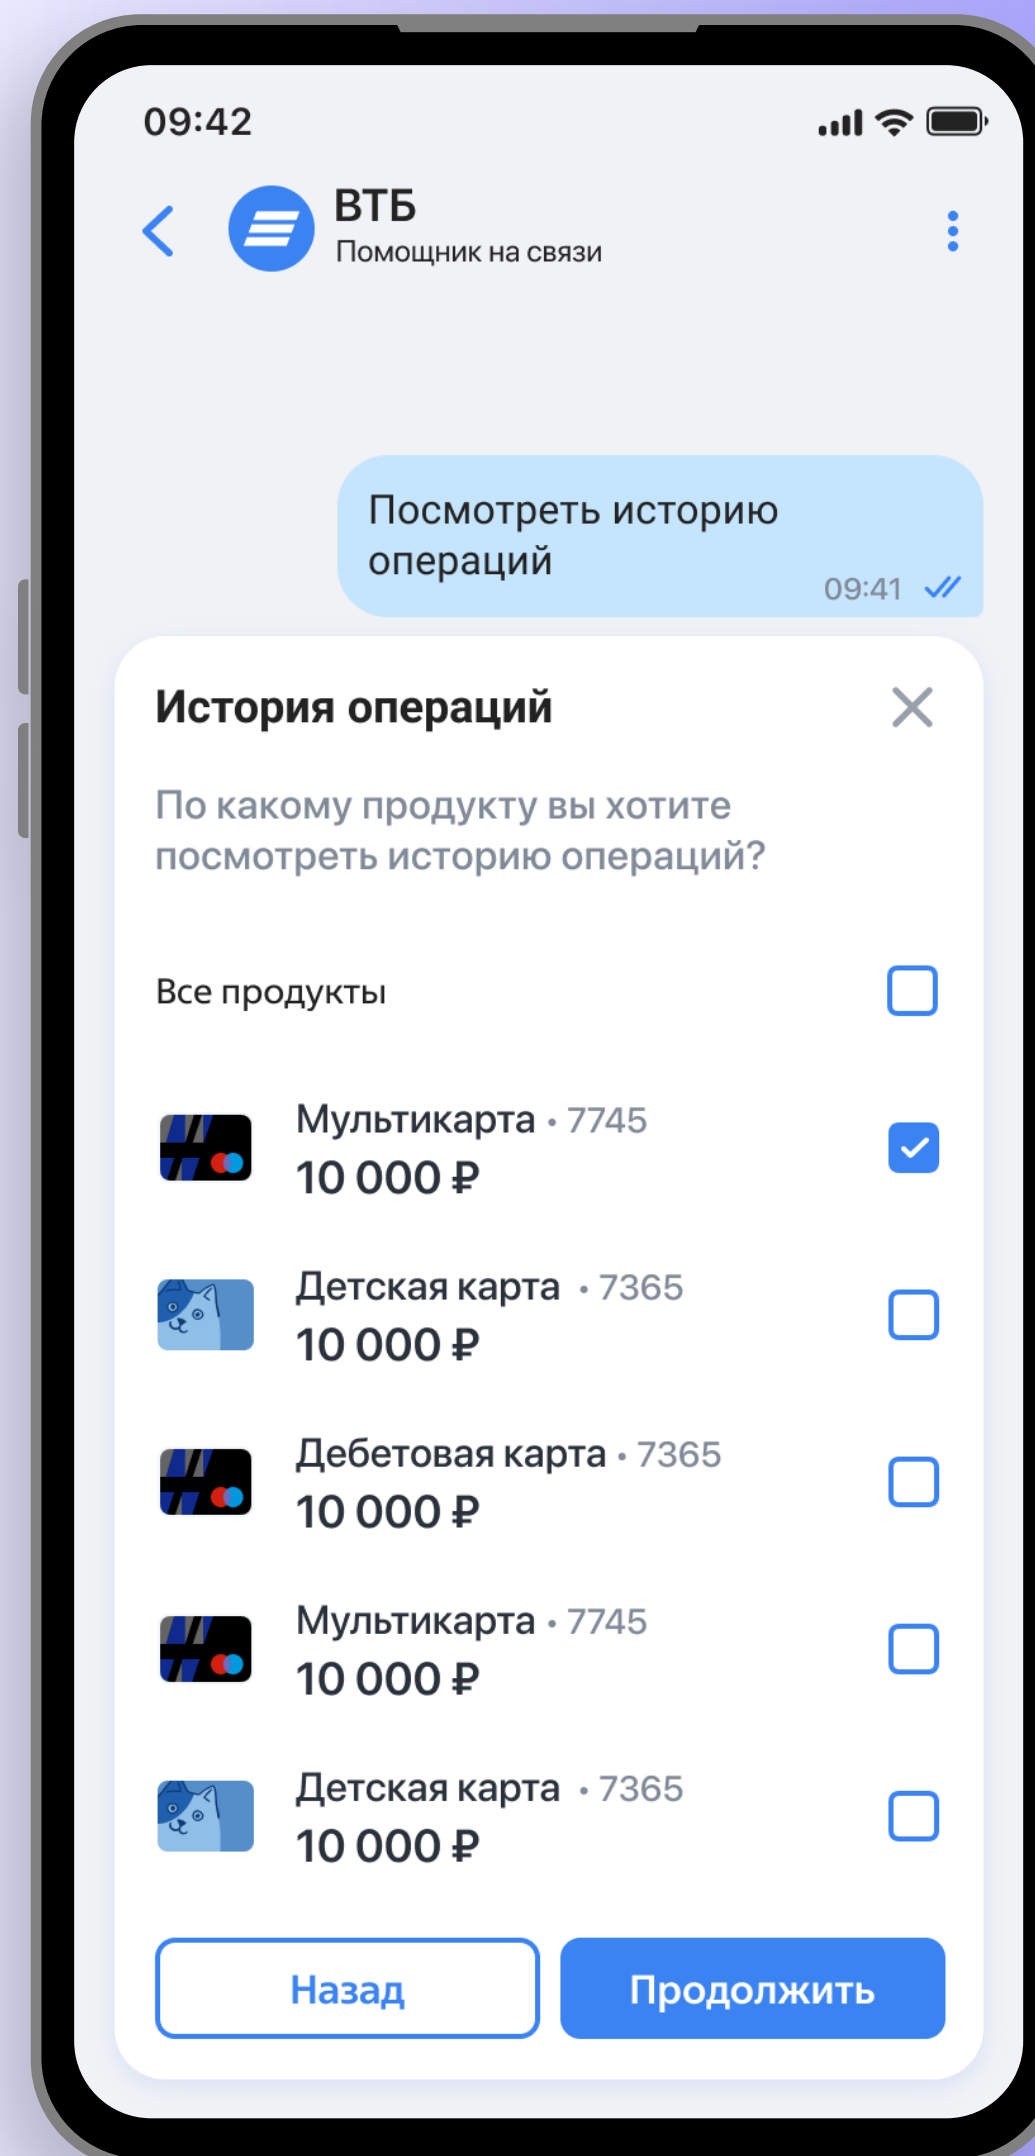 09:42
ВТБ
Помощник на связи
Посмотреть историю
операций
09:41
История операций
По какому продукту вы хотите
посмотреть историю операций?
Все продукты
Мультикарта • 7745
10 000 ₽
Детская карта • 7365
10 000 ₽
Дебетовая карта • 7365
10 000 ₽
Мультикарта • 7745
10 000 ₽
Детская карта • 7365
10 000 ₽
Назад
Продолжить